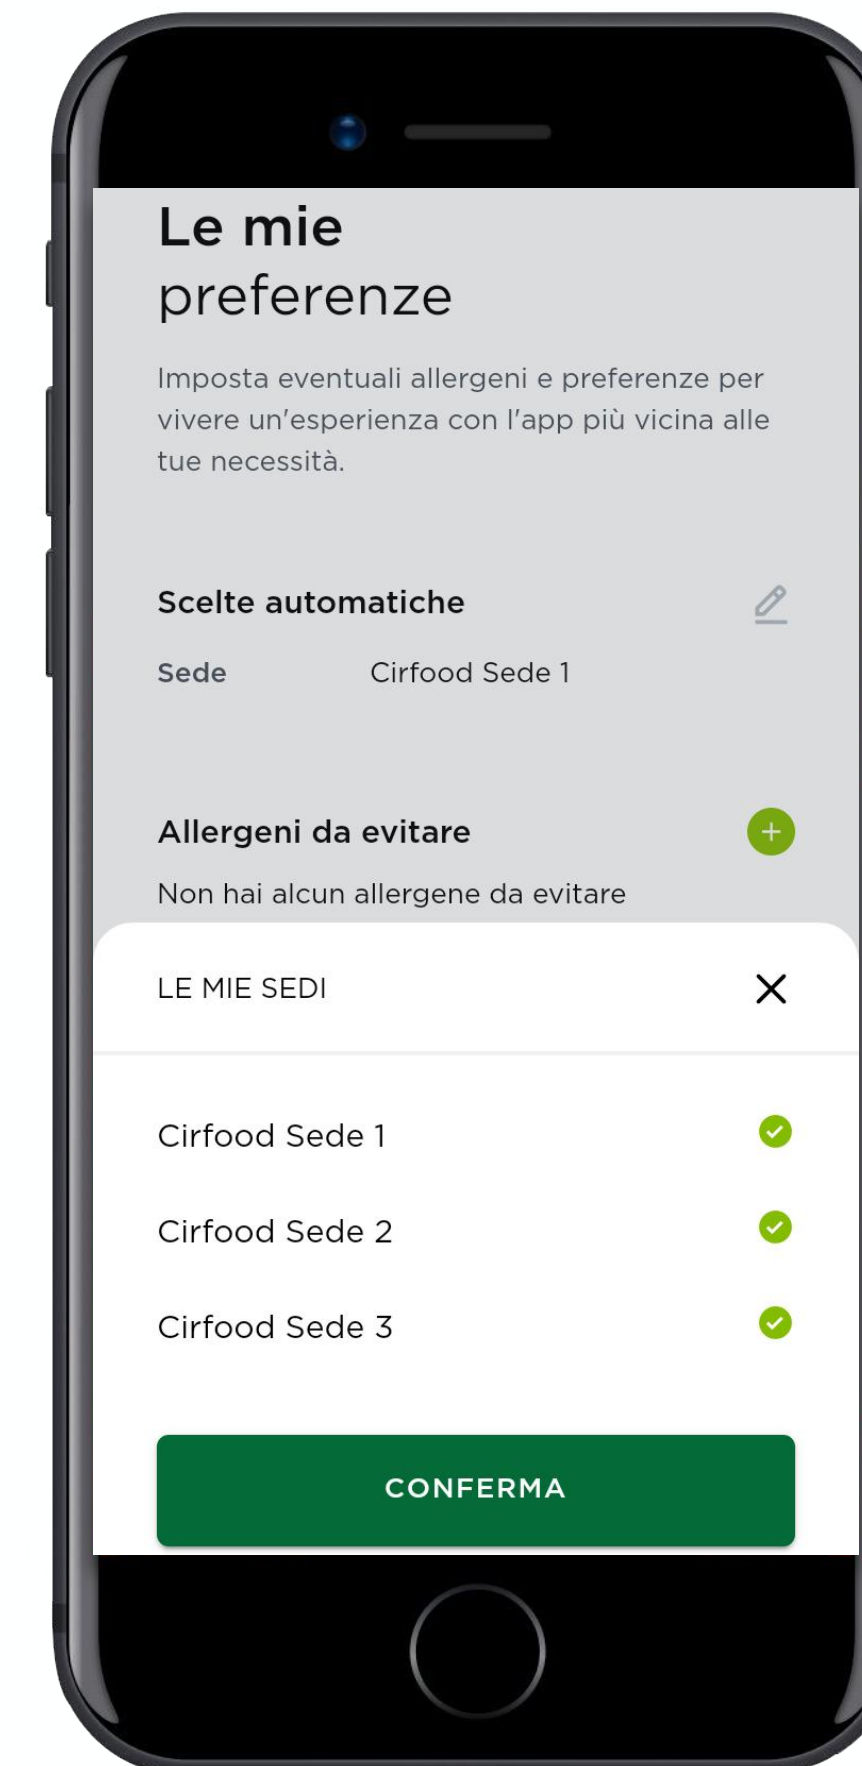 Le mie
preferenze
Imposta eventuali allergeni e preferenze per
vivere un'esperienza con l'app più vicina alle
tue necessità.
Scelte automatiche
Sede Cirfood Sede 1
Allergeni da evitare
Non hai alcun allergene da evitare
LE MIE SEDI
Cirfood Sede 1
Cirfood Sede 2
Cirfood Sede 3
CONFERMA